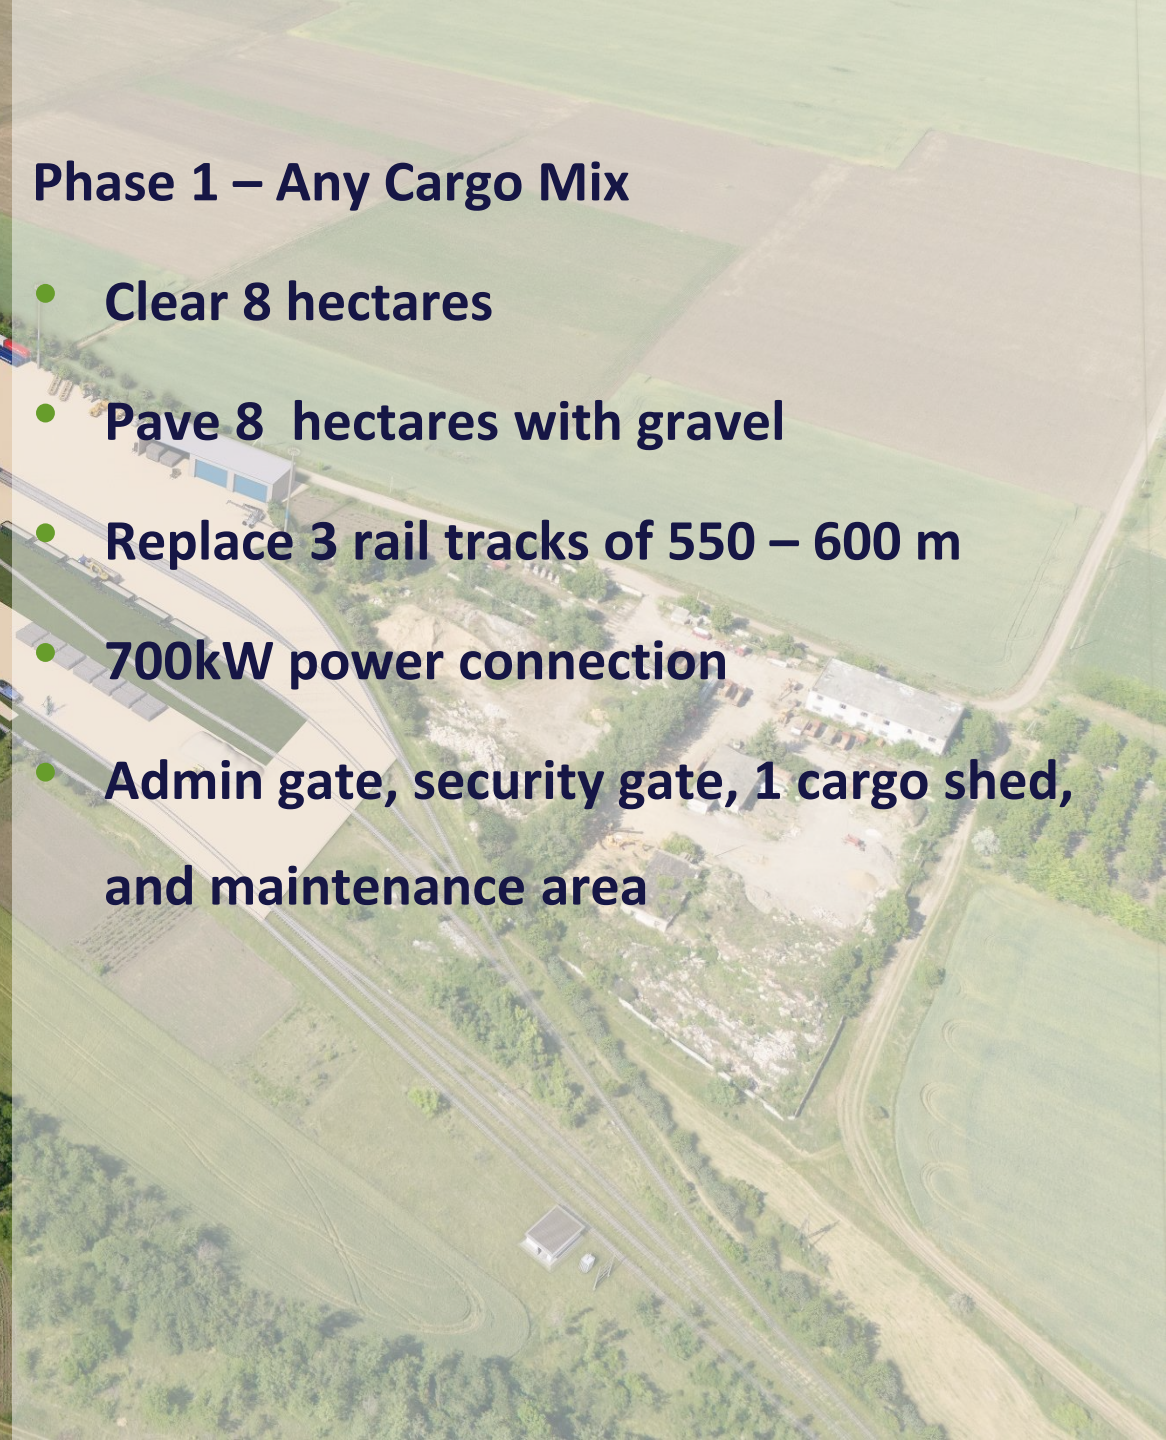 Phase 1 – Any Cargo Mix
• Clear 8 hectares
• Pave 8  hectares with gravel
• Replace 3 rail tracks of 550 – 600 m
• 700kW power connection
• Admin gate, security gate, 1 cargo shed,
and maintenance area